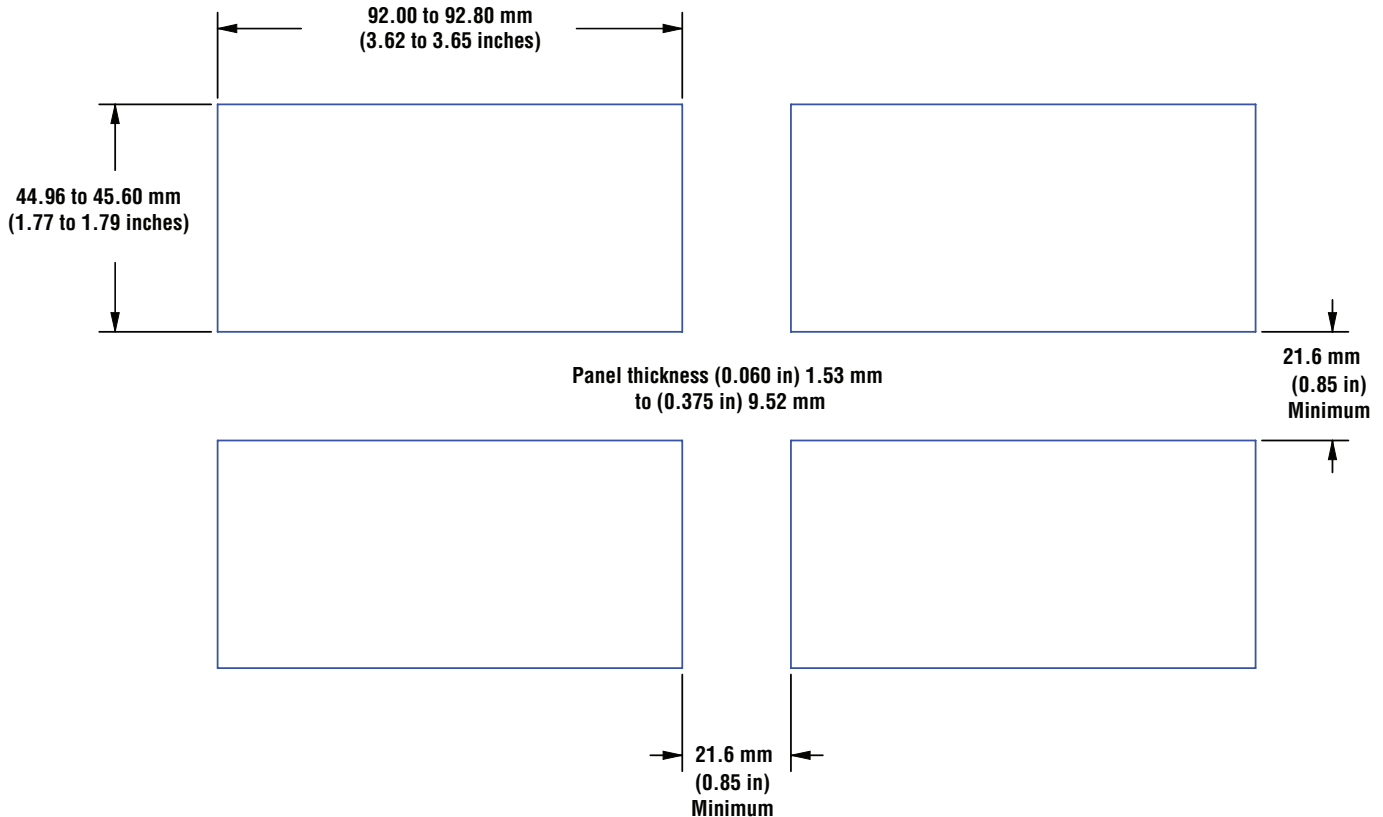 92.00 to 92.80 mm
(3.62 to 3.65 inches)
44.96 to 45.60 mm
(1.77 to 1.79 inches)
Panel thickness (0.060 in) 1.53 mm
to (0.375 in) 9.52 mm
21.6 mm
(0.85 in)
Minimum
21.6 mm
(0.85 in)
Minimum